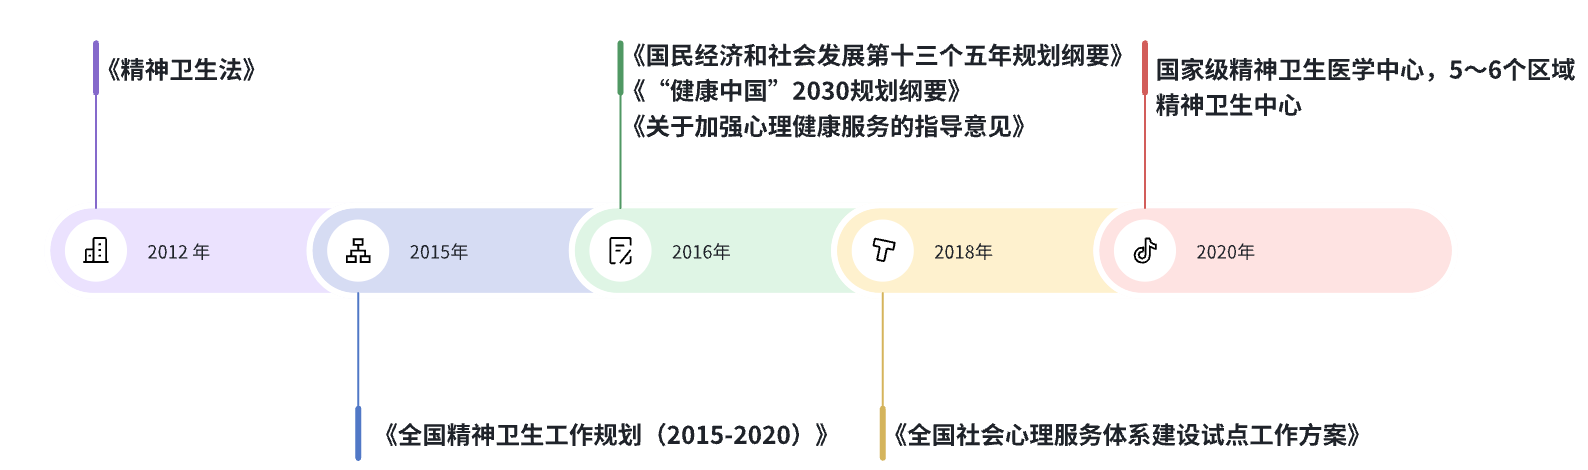 《精神卫生法》
《国民经济和社会发展第十三个五年规划纲要》
《“健康中国”2030规划纲要》
《关于加强心理健康服务的指导意见》
国家级精神卫生医学中心，5～6个区域
精神卫生中心
2012 年
2015年
2016年
2018年
2020年
《全国精神卫生工作规划（2015-2020）》
《全国社会心理服务体系建设试点工作方案》